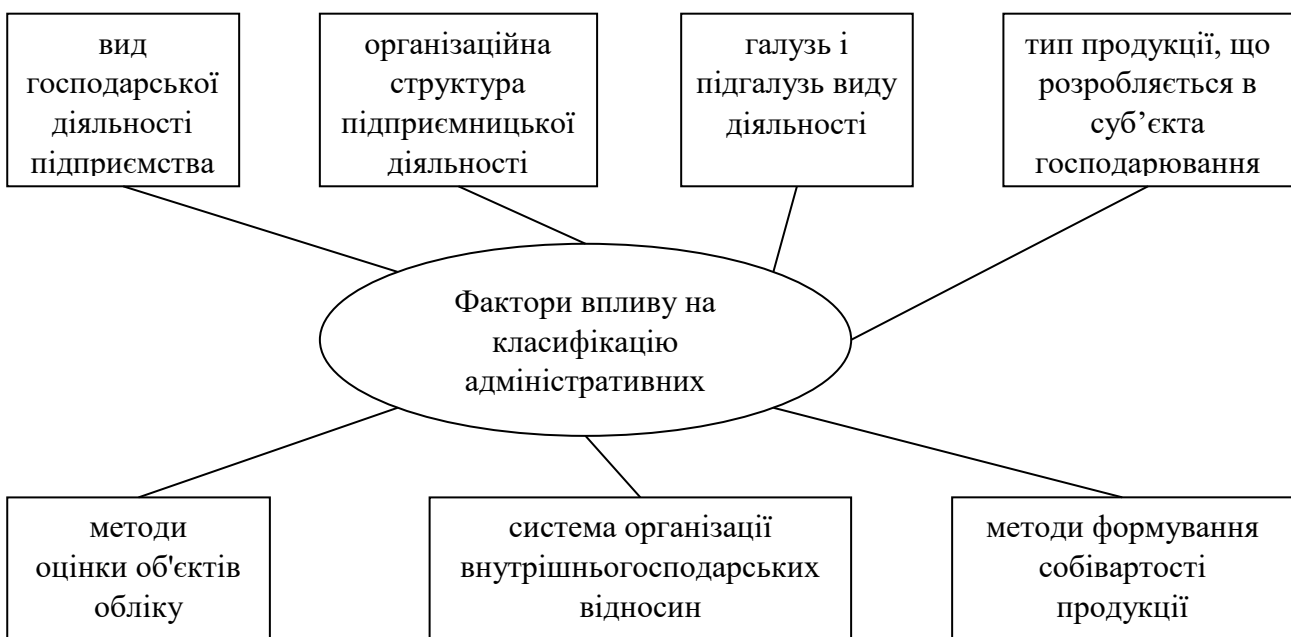 вид
господарської
діяльності
підприємства
організаційна
структура
підприємницької
діяльності
галузь і
підгалузь виду
діяльності
тип продукції, що
розробляється в
суб’єкта
господарювання
Фактори впливу на
класифікацію
адміністративних
методи
оцінки об'єктів
обліку
система організації
внутрішньогосподарських
відносин
методи формування
собівартості
продукції